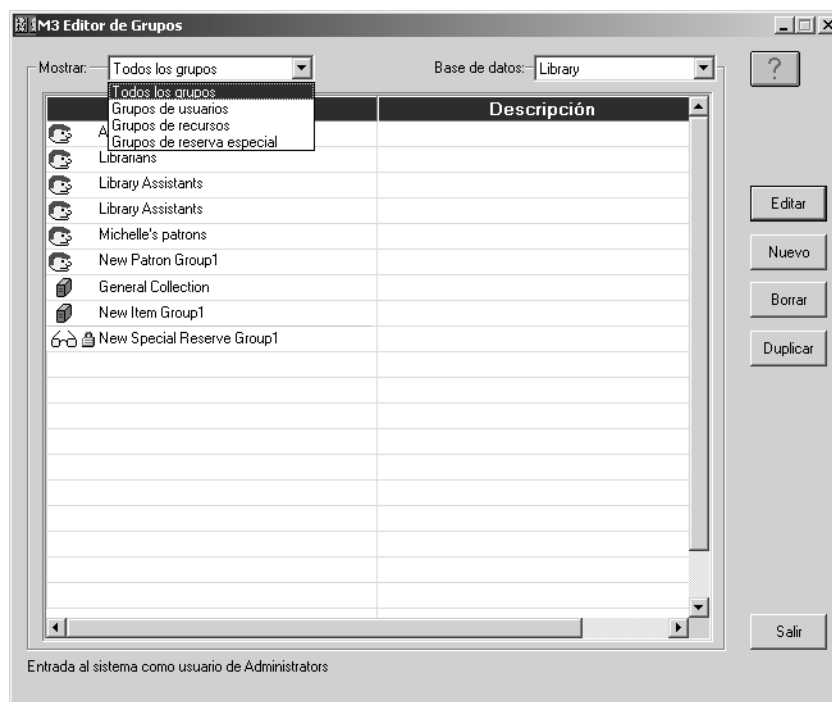 M3 Editor de Grupos
Mostrar: Todos los grupos Base de datos: Library ?
Todos los grupos
Grupos de usuarios
Grupos de recursos
Grupos de reserva especial
Descripción
Librarians
Library Assistants
Library Assistants
Michelle's patrons
New Patron Group1
General Collection
New Item Group1
New Special Reserve Group1
Editar
Nuevo
Borrar
Duplicar
Salir
Entrada al sistema como usuario de Administrators